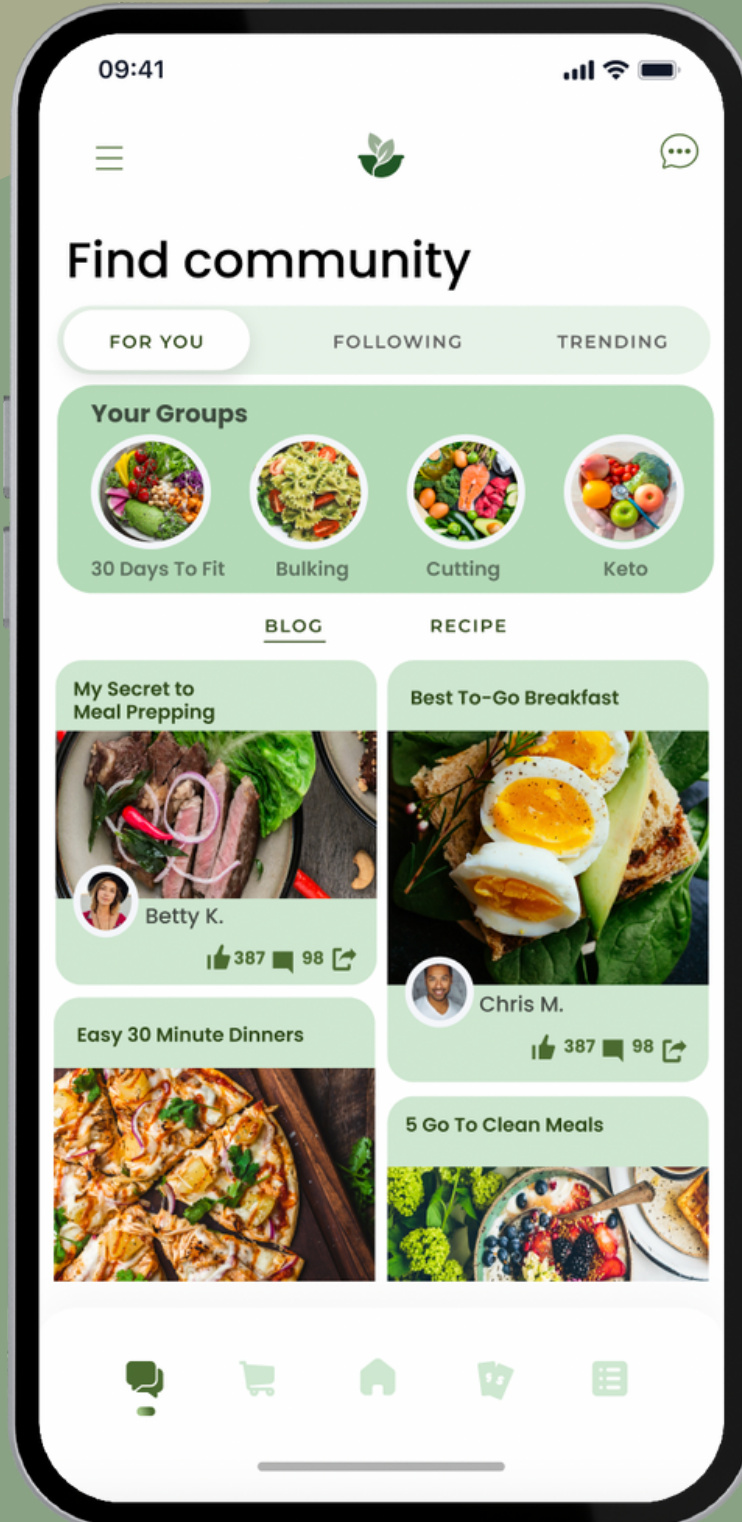 09:41
Find community
FOR YOU
FOLLOWING
TRENDING
Your Groups
30 Days To Fit
Bulking
Cutting
Keto
BLOG
RECIPE
My Secret to
Meal Prepping
Betty K.
387
98
Best To-Go Breakfast
Chris M.
387
98
Easy 30 Minute Dinners
5 Go To Clean Meals